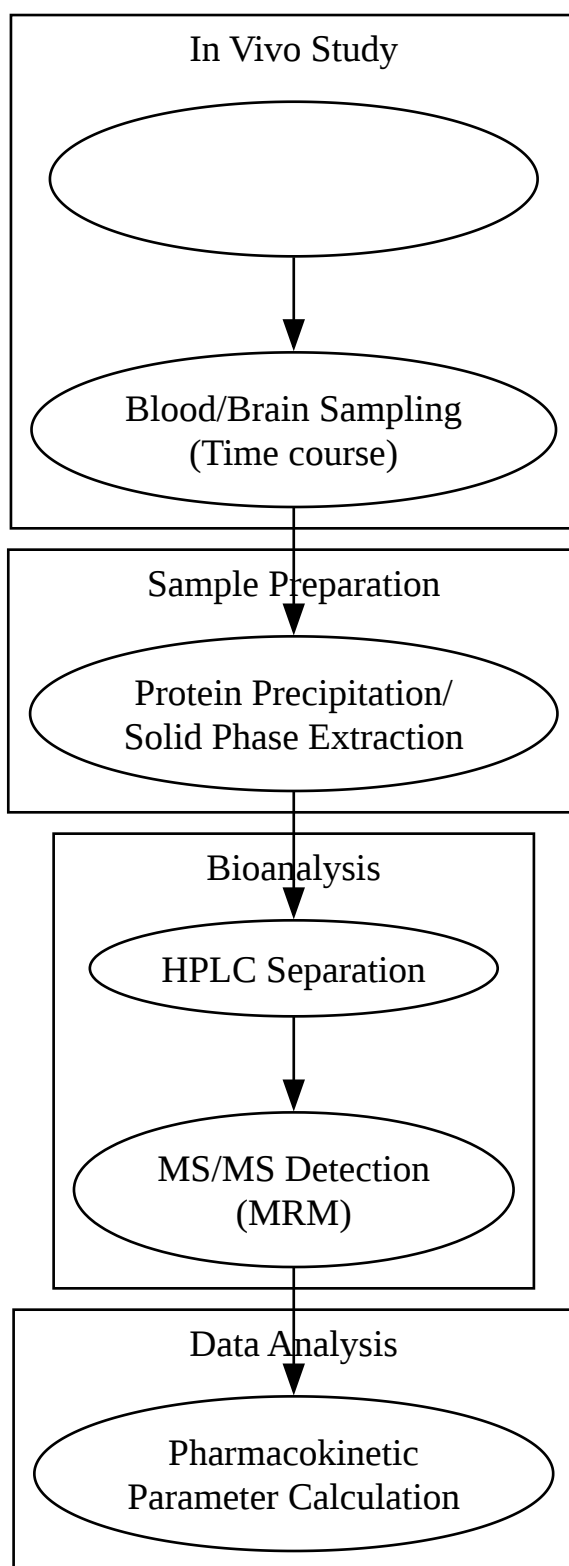 In Vivo Study
Blood/Brain Sampling
(Time course)
Sample Preparation
Protein Precipitation/
Solid Phase Extraction
Bioanalysis
HPLC Separation
MS/MS Detection
(MRM)
Data Analysis
Pharmacokinetic
Parameter Calculation